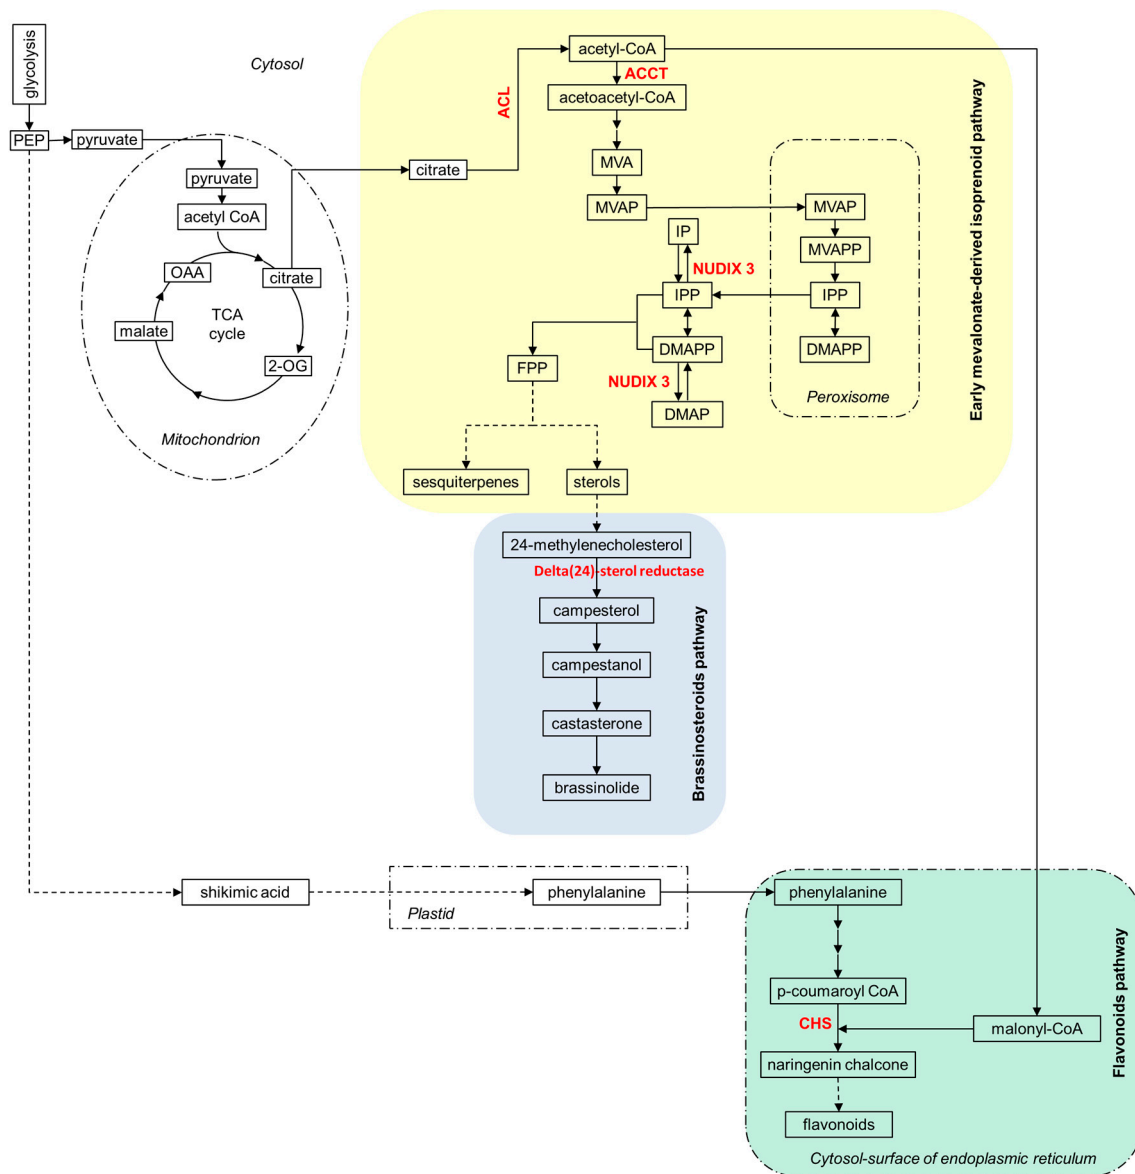 glycolysis
Cytosol
acetyl-CoA
ACCT
ACL
acetoacetyl-CoA
PEP
pyruvate
citrate
MVA
pyruvate
MVAP
MVAP
acetyl CoA
IP
MVAPP
NUDIX 3
OAA
citrate
IPP
IPP
TCA
cycle
malate
DMAPP
DMAPP
2-OG
FPP
NUDIX 3
Peroxisome
DMAP
Mitochondrion
Early mevalonate-derived isoprenoid pathway
sesquiterpenes
sterols
24-methylenecholesterol
Delta(24)-sterol reductase
campesterol
campestanol
castasterone
brassinolide
Brassinosteroids pathway
shikimic acid
phenylalanine
phenylalanine
Plastid
p-coumaroyl CoA
CHS
malonyl-CoA
naringenin chalcone
flavonoids
Flavonoids pathway
Cytosol-surface of endoplasmic reticulum